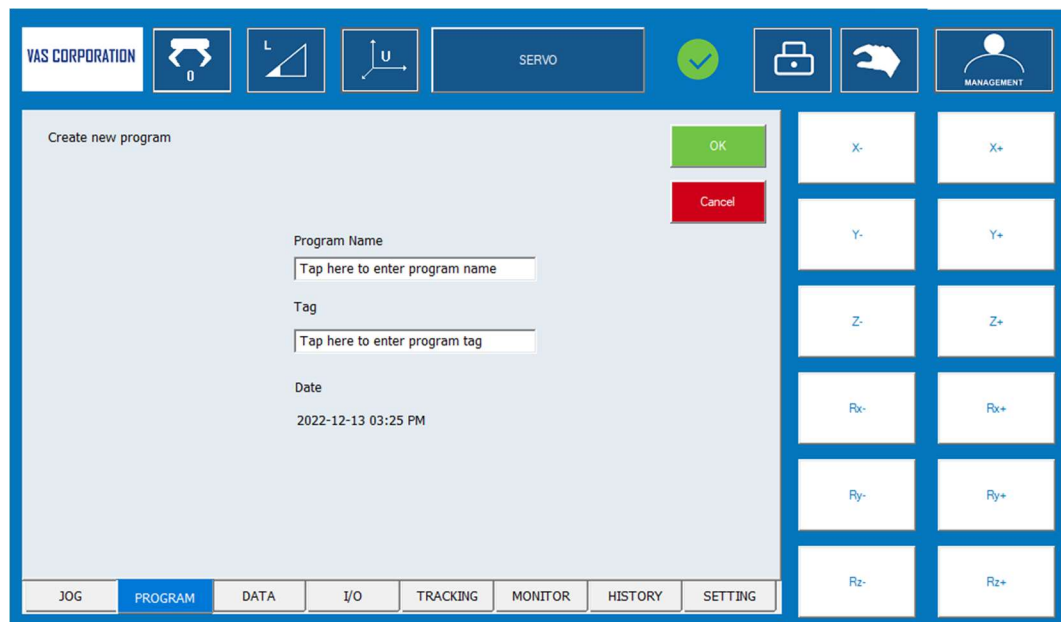 VAS CORPORATION
0
L
U
SERVO
MANAGEMENT
Create new program
OK
Cancel
Program Name
Tap here to enter program name
Tag
Tap here to enter program tag
Date
2022-12-13 03:25 PM
X- X+
Y- Y+
Z- Z+
Rx- Rx+
Ry- Ry+
Rz- Rz+
JOG PROGRAM DATA I/O TRACKING MONITOR HISTORY SETTING